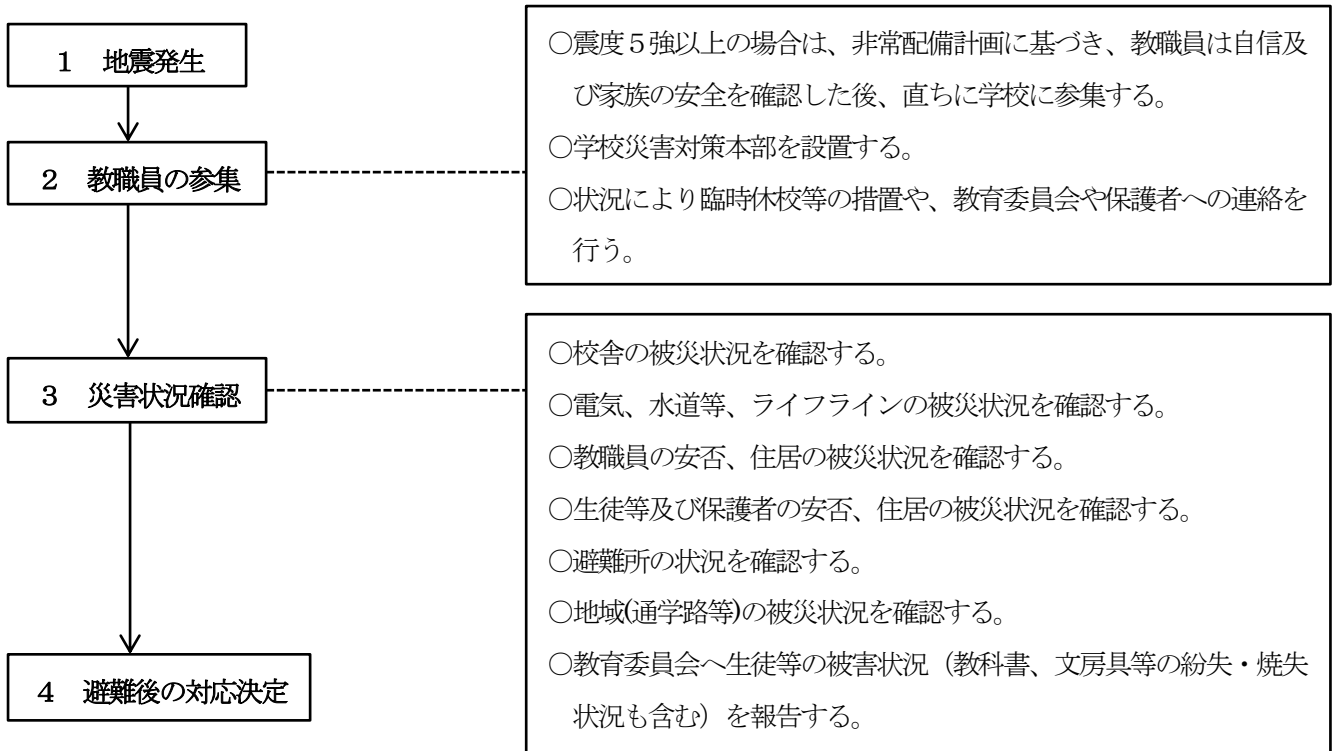 1　地震発生
2　教職員の参集
○震度５強以上の場合は、非常配備計画に基づき、教職員は自信及
び家族の安全を確認した後、直ちに学校に参集する。
○学校災害対策本部を設置する。
○状況により臨時休校等の措置や、教育委員会や保護者への連絡を
行う。
3　災害状況確認
○校舎の被災状況を確認する。
○電気、水道等、ライフラインの被災状況を確認する。
○教職員の安否、住居の被災状況を確認する。
○生徒等及び保護者の安否、住居の被災状況を確認する。
○避難所の状況を確認する。
○地域(通学路等)の被災状況を確認する。
○教育委員会へ生徒等の被害状況（教科書、文房具等の紛失・焼失
状況も含む）を報告する。
4　避難後の対応決定